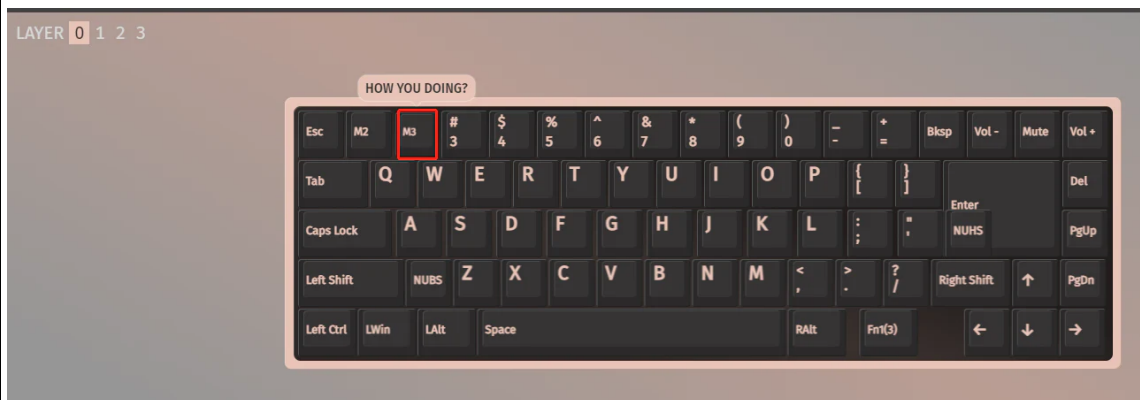 LAYER 0 1 2 3
HOW YOU DOING?
Esc M2 M3 # 3 $ 4 % 5 ^ 6 & 7 * 8 ( 9 ) 0 _ - + = Bksp Vol - Mute Vol +
Tab Q W E R T Y U I O P { [ } ] Enter Del
Caps Lock A S D F G H J K L : ; " ' NUHS PgUp
Left Shift NUBS Z X C V B N M < , > . ? / Right Shift ↑ PgDn
Left Ctrl LWin LAlt Space RAlt Fn1(3) ← ↓ →